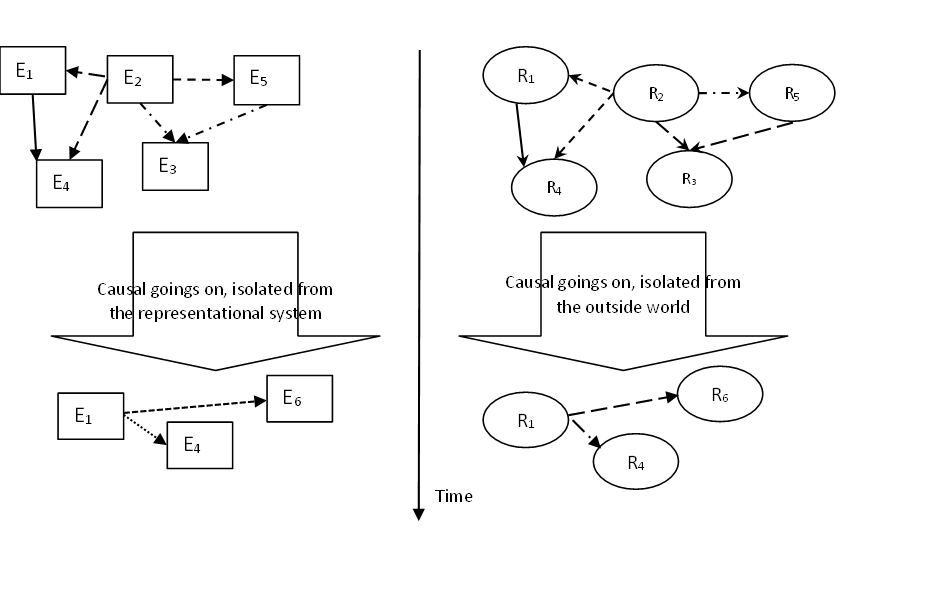 E₁
E₂
E₅
E₄
E₃
Causal goings on, isolated from
the representational system
E₁
E₆
E₄
R₁
R₂
R₅
R₄
R₃
Causal goings on, isolated from
the outside world
R₁
R₆
R₄
Time